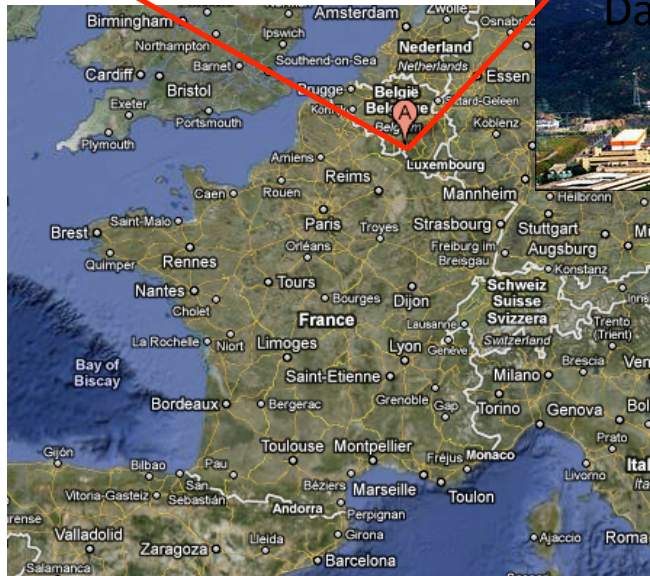 Da
Amsterdam
Birmingham
Ipswich
Northampton
Nederland
Netherlands
Cardiff
Barnet
Southend-on-Sea
Essen
Bristol
Brugge
België
Exeter
Portsmouth
Koblenz
Plymouth
A
Amiens
Luxembourg
Reims
Caen
Rouen
Mannheim
Heilbronn
Saint-Malo
Paris
Troyes
Strasbourg
Stuttgart
Brest
Orléans
Freiburg im
Breisgau
Augsburg
Quimper
Rennes
Konstanz
Tours
Schweiz
Suisse
Svizzera
Switzerland
Nantes
Bourges
Dijon
Cholet
France
Lausanne
Trento
(Trient)
La Rochelle
Niort
Limoges
Lyon
Genève
Bay of
Biscay
Saint-Etienne
Milano
Brescia
Ven
Bordeaux
Bergerac
Grenoble
Gap
Torino
Genova
Bol
Prato
Gijón
Toulouse
Montpellier
Fréjus
Monaco
Ital
Bilbao
Pau
Livorno
San
Sebastián
Béziers
Marseille
Toulon
Vitoria-Gasteiz
Andorra
Perpignan
urense
Valladolid
Lleida
Girona
Ajaccio
Roma
Zaragoza
Barcelona
Salamanca